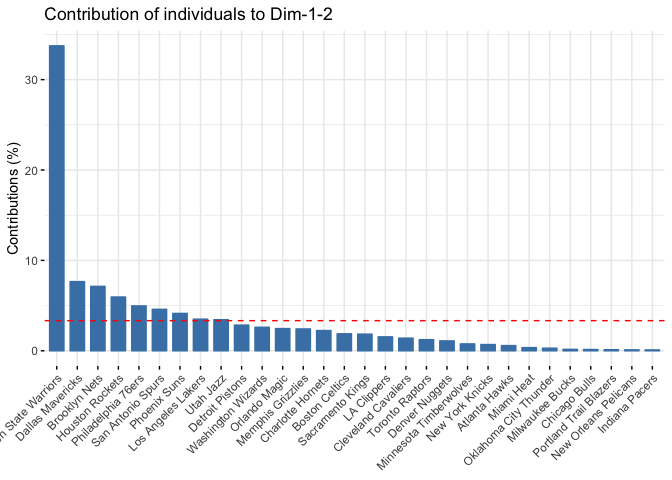 Contribution of individuals to Dim-1-2
Contributions (%)
30
20
10
0
State Warriors
Dallas Mavericks
Brooklyn Nets
Houston Rockets
Philadelphia 76ers
San Antonio Spurs
Phoenix Suns
Los Angeles Lakers
Utah Jazz
Detroit Pistons
Washington Wizards
Orlando Magic
Memphis Grizzlies
Charlotte Hornets
Boston Celtics
Sacramento Kings
LA Clippers
Cleveland Cavaliers
Toronto Raptors
Denver Nuggets
Minnesota Timberwolves
New York Knicks
Atlanta Hawks
Miami Heat
Oklahoma City Thunder
Milwaukee Bucks
Chicago Bulls
Portland Trail Blazers
New Orleans Pelicans
Indiana Pacers